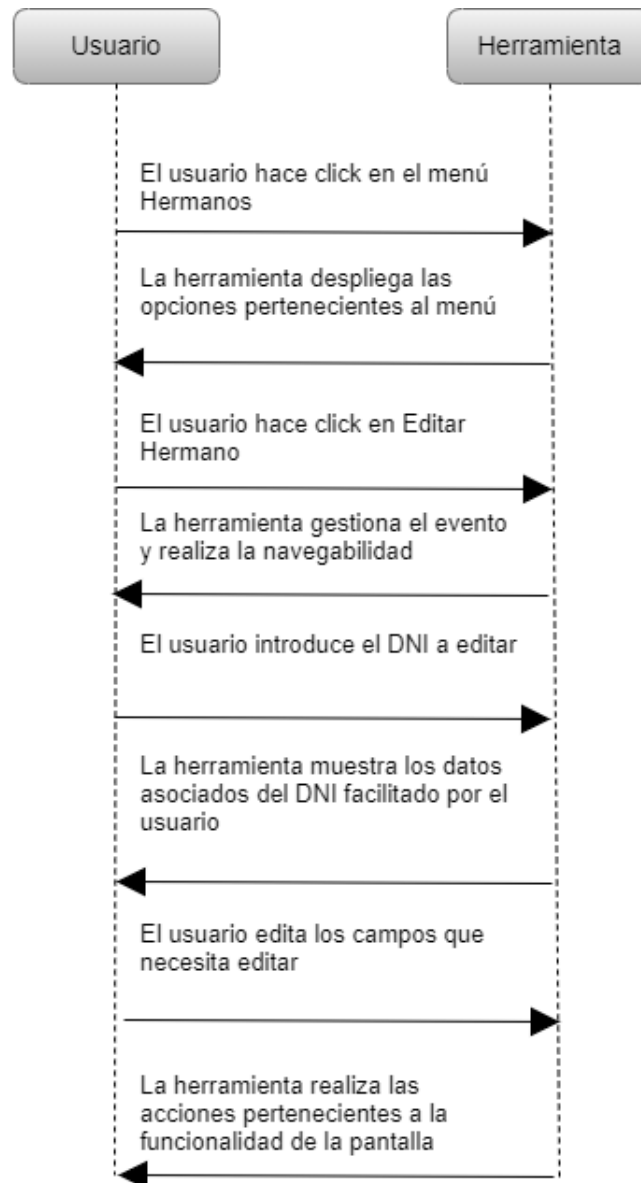 Usuario
Herramienta
El usuario hace click en el menú
Hermanos
La herramienta despliega las
opciones pertenecientes al menú
El usuario hace click en Editar
Hermano
La herramienta gestiona el evento
y realiza la navegabilidad
El usuario introduce el DNI a editar
La herramienta muestra los datos
asociados del DNI facilitado por el
usuario
El usuario edita los campos que
necesita editar
La herramienta realiza las
acciones pertenecientes a la
funcionalidad de la pantalla